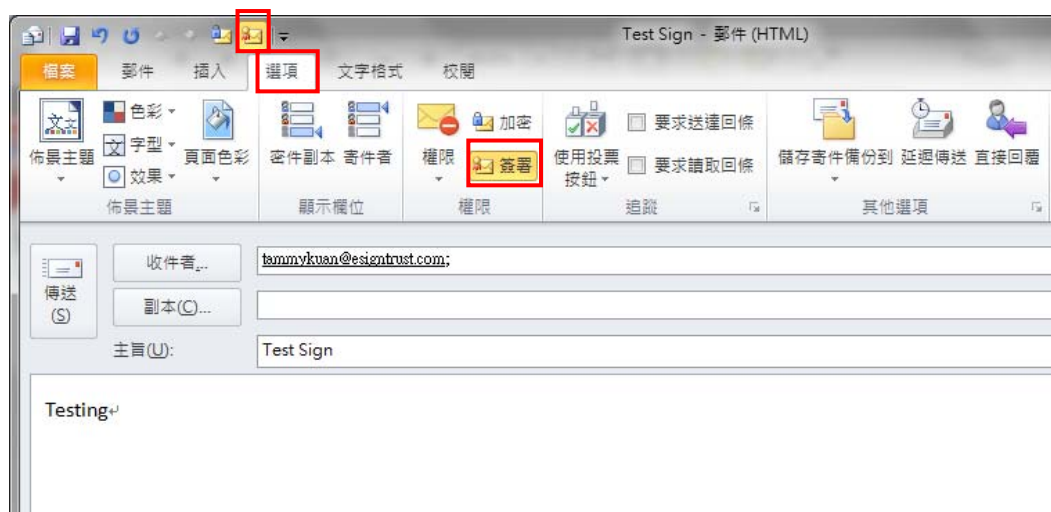 Test Sign - 郵件 (HTML)
檔案 郵件 插入 選項 文字格式 校閱
佈景主題
色彩
字型
效果
頁面色彩
佈景主題
密件副本 寄件者
顯示欄位
權限
加密
簽署
權限
使用投票按鈕
要求送達回條
要求讀取回條
追蹤
儲存寄件備份到 延遲傳送 直接回覆
其他選項
傳送(S)
收件者... tammykuan@esigntrust.com;
副本(C)...
主旨(U): Test Sign
Testing